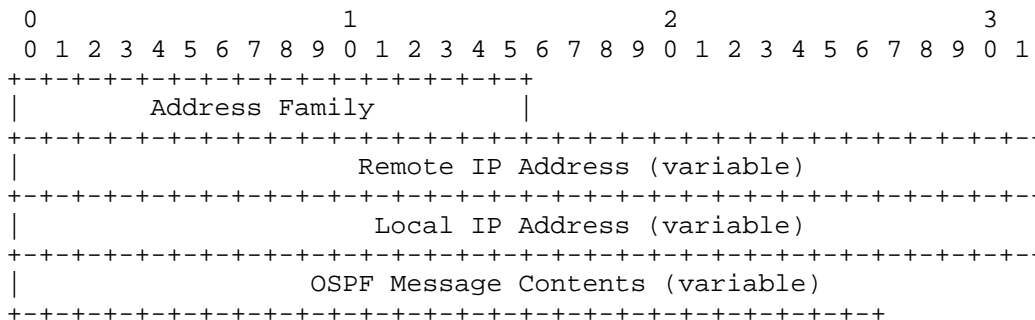 0                   1                   2                   3
 0 1 2 3 4 5 6 7 8 9 0 1 2 3 4 5 6 7 8 9 0 1 2 3 4 5 6 7 8 9 0 1
+-+-+-+-+-+-+-+-+-+-+-+-+-+-+-+-+
|        Address Family         |
+-+-+-+-+-+-+-+-+-+-+-+-+-+-+-+-+-+-+-+-+-+-+-+-+-+-+-+-+-+-+-+-+-
|                     Remote IP Address (variable)
+-+-+-+-+-+-+-+-+-+-+-+-+-+-+-+-+-+-+-+-+-+-+-+-+-+-+-+-+-+-+-+-+-
|                      Local IP Address (variable)
+-+-+-+-+-+-+-+-+-+-+-+-+-+-+-+-+-+-+-+-+-+-+-+-+-+-+-+-+-+-+-+-+-
|                  OSPF Message Contents (variable)
+-+-+-+-+-+-+-+-+-+-+-+-+-+-+-+-+-+-+-+-+-+-+-+-+-+-+-+